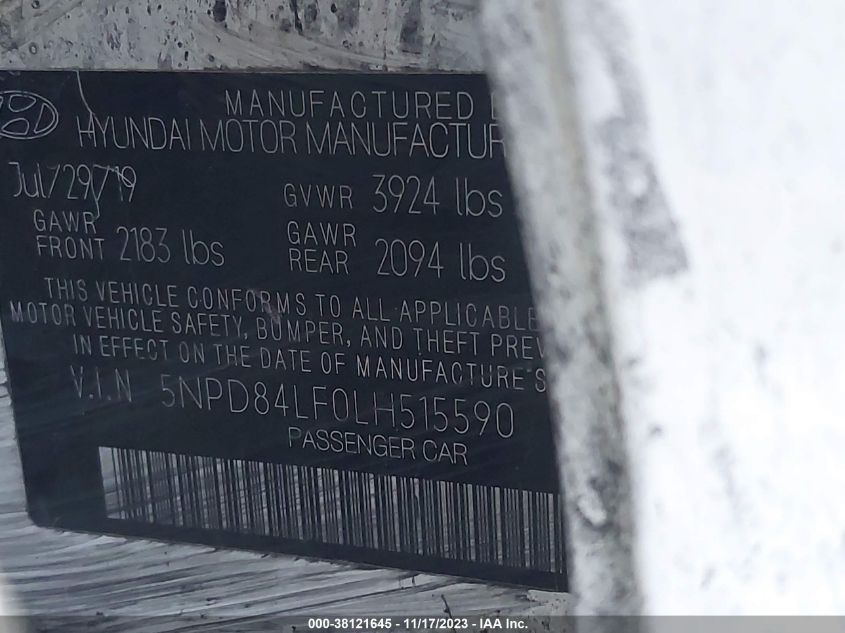 MANUFACTURED
HYUNDAI MOTOR MANUFACTUR
Jul/29/19
GVWR 3924 lbs
GAWR FRONT 2183 lbs
GAWR REAR 2094 lbs
THIS VEHICLE CONFORMS TO ALL APPLICABLE
MOTOR VEHICLE SAFETY, BUMPER, AND THEFT PREV
IN EFFECT ON THE DATE OF MANUFACTURE
V.I.N 5NPD84LF0LH515590
PASSENGER CAR
000-38121645 - 11/17/2023 - IAA Inc.